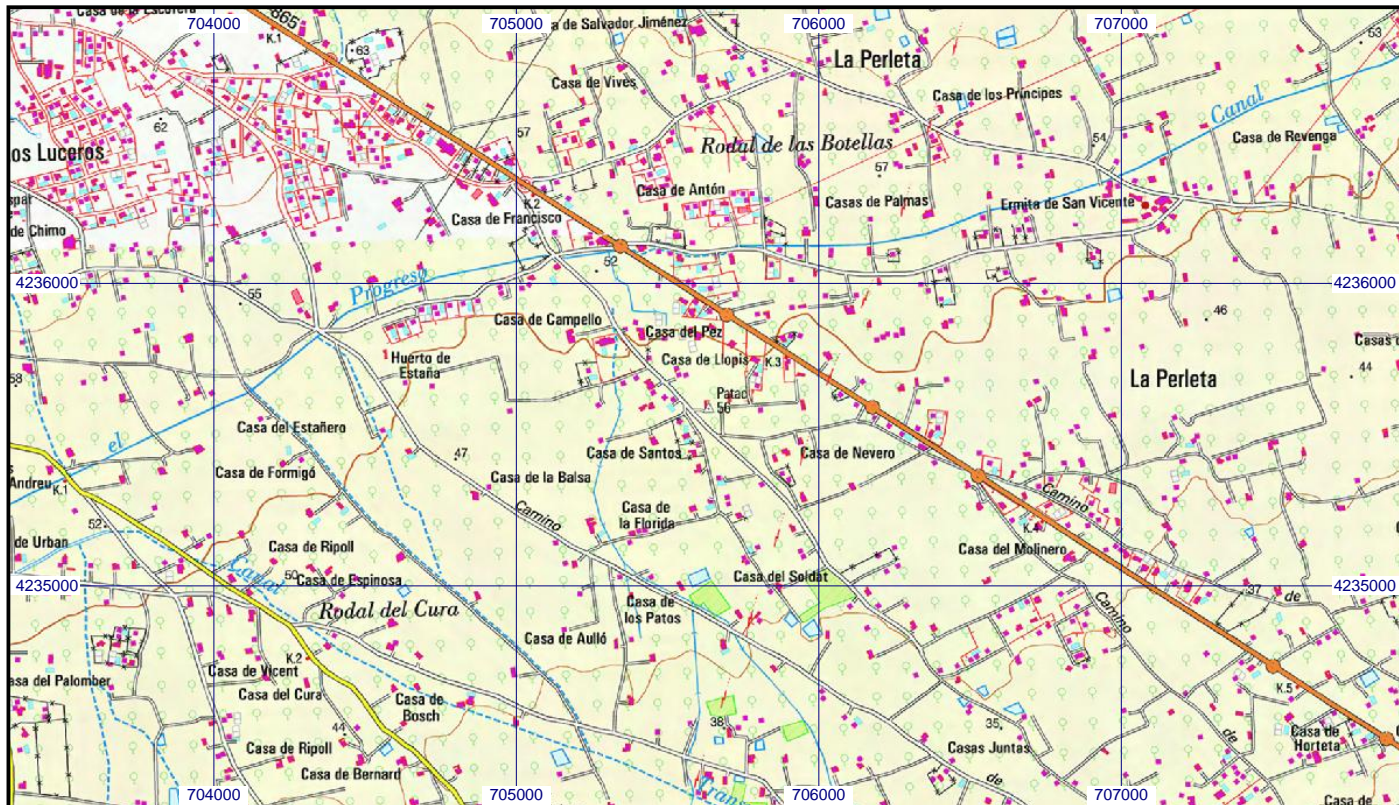 704000
705000
706000
707000
Casa de la Escorera
865
K.1
63
a de Salvador Jiménez
La Perleta
53
Casa de Vives
Casa de los Príncipes
Canal
62
57
Rodal de las Botellas
54
Casa de Revenga
os Luceros
57
Casa de Antón
K.2
Casas de Palmas
Ermita de San Vicente
Casa de Francisco
de Chimo
52
4236000
Progreso
4236000
55
46
Casa de Campello
Casa del Pez
Casas d
Huerto de
Estaña
Casa de Llopis
K.3
44
La Perleta
58
Patao
56
Casa del Estañero
el
47
Casa de Santos
Casa de Nevero
Casa de Formigó
Casa de la Balsa
Andreu
K.1
Camino
Camino
Casa de
la Florida
52
K.4
de Urban
Casa de Ripoll
Casa del Molinero
Canal
50
Casa de Espinosa
Casa del Soldat
4235000
4235000
37
de
Rodal del Cura
Casa de
los Patos
Camino
Casa de Aulló
K.2
Casa de Vicent
asa del Palomber
Casa del Cura
K.5
Casa de
Bosch
38
35
44
de
Casa de
Horteta
Casa de Ripoll
Casas Juntas
Casa de Bernard
de
704000
705000
706000
707000
Casa de